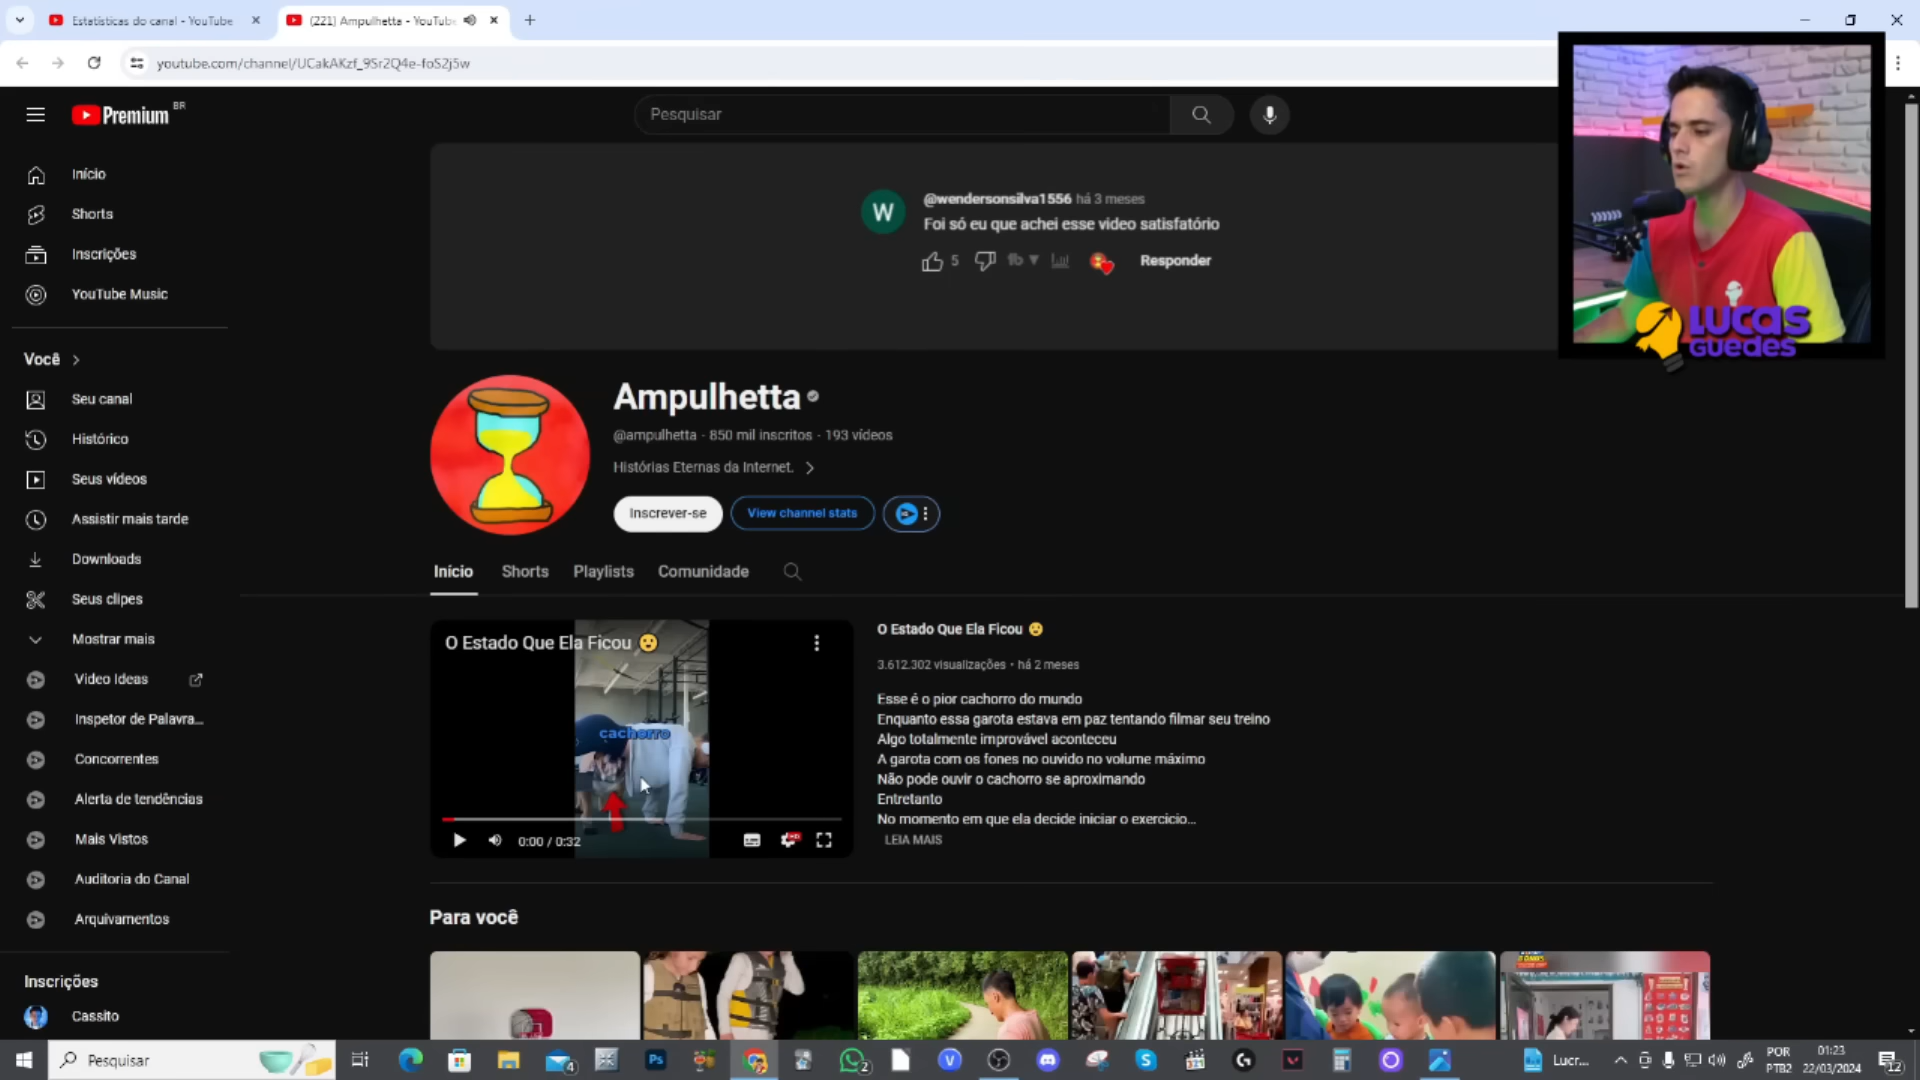 Estatísticas do canal - YouTube
(221) Ampulhetta - YouTube
youtube.com/channel/UCakAKzf_9Sr2Q4e-foS2j5w
Premium BR
Pesquisar
Início
Shorts
Inscrições
YouTube Music
Você
Seu canal
Histórico
Seus vídeos
Assistir mais tarde
Downloads
Seus clipes
Mostrar mais
Video Ideas
Inspetor de Palavra...
Concorrentes
Alerta de tendências
Mais Vistos
Auditoria do Canal
Arquivamentos
Inscrições
Cassito
W
@wendersonsilva1556 há 3 meses
Foi só eu que achei esse video satisfatório
5
Responder
LUCAS
GUEDES
Ampulhetta
@ampulhetta · 850 mil inscritos · 193 vídeos
Histórias Eternas da Internet.
Inscrever-se
View channel stats
Início
Shorts
Playlists
Comunidade
O Estado Que Ela Ficou 😮
cachorro
0:00 / 0:32
O Estado Que Ela Ficou 😮
3.612.302 visualizações • há 2 meses
Esse é o pior cachorro do mundo
Enquanto essa garota estava em paz tentando filmar seu treino
Algo totalmente improvável aconteceu
A garota com os fones no ouvido no volume máximo
Não pode ouvir o cachorro se aproximando
Entretanto
No momento em que ela decide iniciar o exercício...
LEIA MAIS
Para você
Pesquisar
Lucr...
POR
PTB2
01:23
22/03/2024